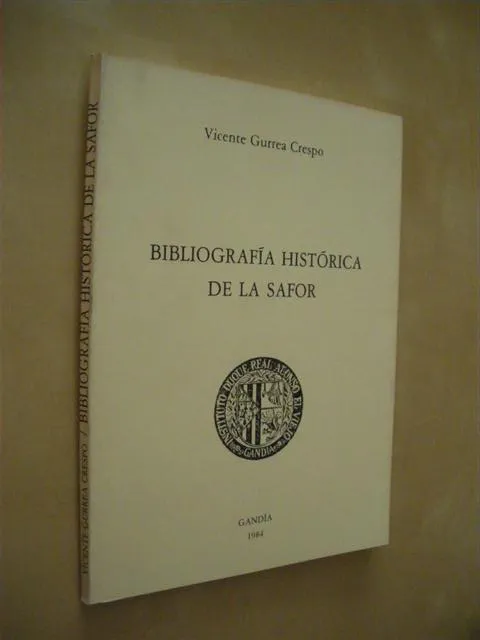 Vicente Gurrea Crespo
BIBLIOGRAFÍA HISTÓRICA
DE LA SAFOR
INSTITUTO DUQUE REAL ALONSO EL VIEJO
GANDIA
GANDÍA
1984
VICENTE GURREA CRESPO / BIBLIOGRAFÍA HISTÓRICA DE LA SAFOR